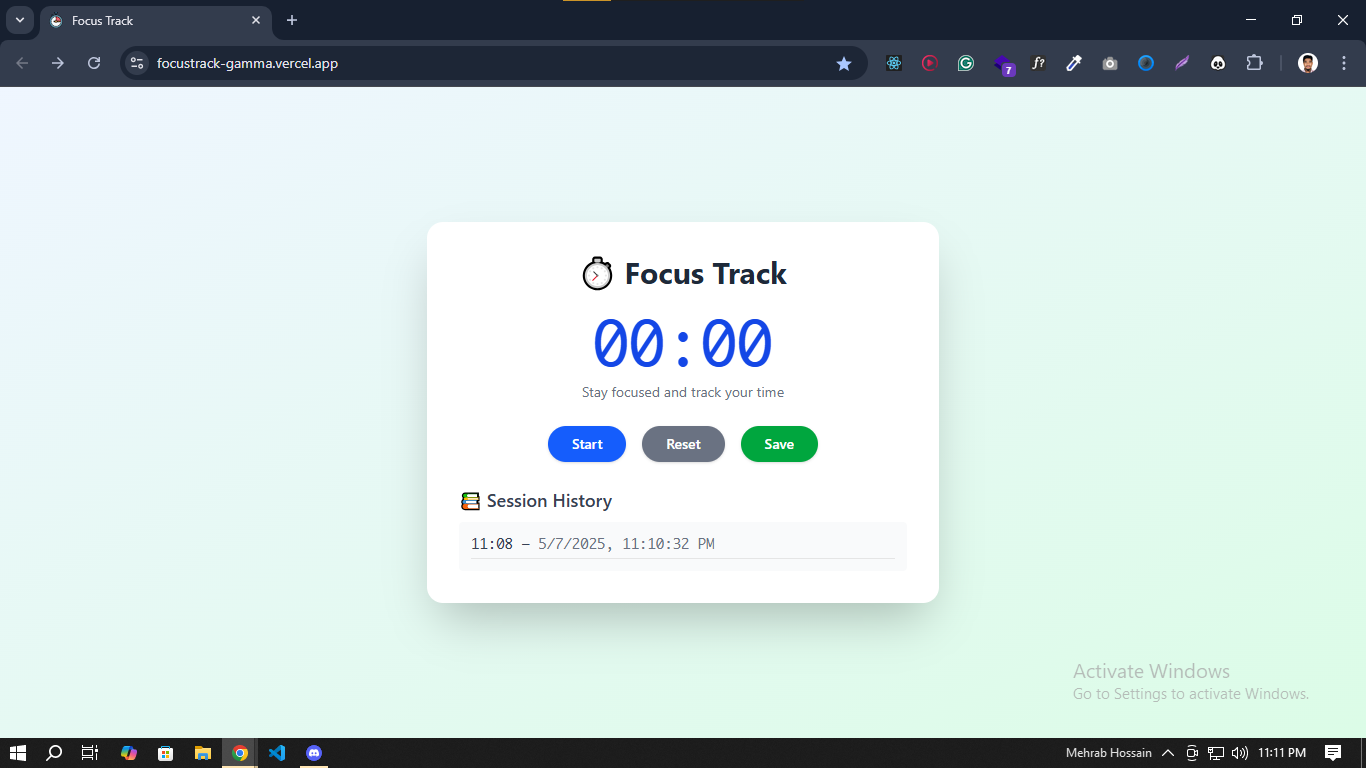 Focus Track
focustrack-gamma.vercel.app
7
f?
Focus Track
00:00
Stay focused and track your time
Start
Reset
Save
Session History
11:08 — 5/7/2025, 11:10:32 PM
Activate Windows
Go to Settings to activate Windows.
Mehrab Hossain
11:11 PM